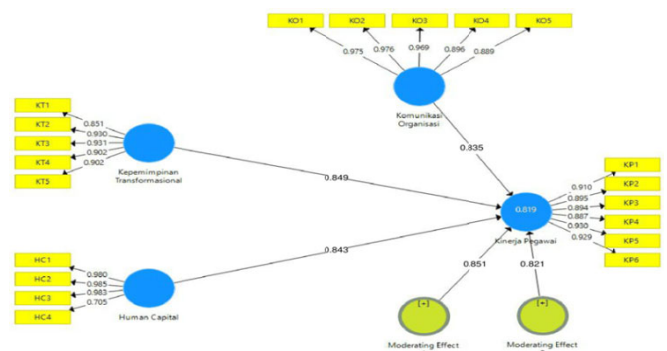 KO1 KO2 KO3 KO4 KO5
0.975 0.976 0.969 0.896 0.889
Komunikasi
Organisasi
0.835
KT1
KT2
KT3
KT4
KT5
0.851
0.930
0.931
0.902
0.902
Kepemimpinan
Transformasional
0.849
KP1
KP2
KP3
KP4
KP5
KP6
0.910
0.895
0.894
0.887
0.930
0.929
0.819
Kinerja Pegawai
0.843
HC1
HC2
HC3
HC4
0.980
0.985
0.983
0.705
Human Capital
0.851
0.821
[+]
[+]
Moderating Effect
Moderating Effect